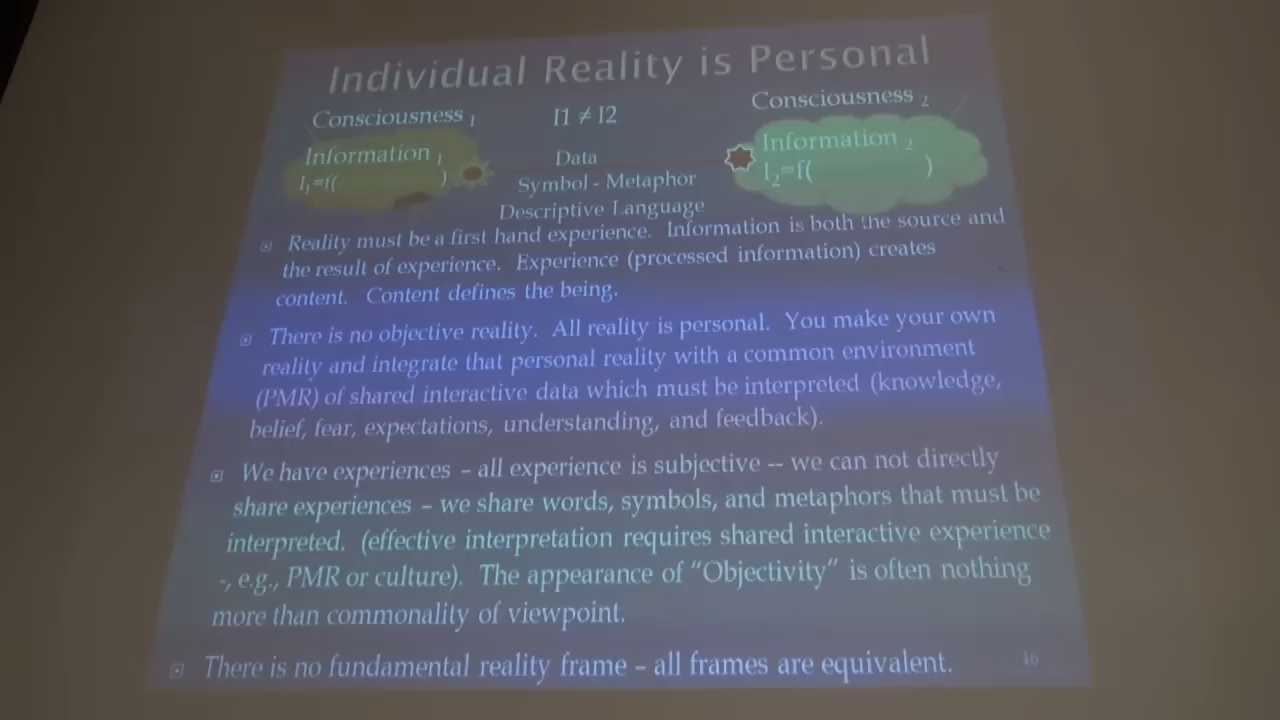 Individual Reality is Personal
Consciousness 1
I1 ≠ I2
Consciousness 2
Information 1
I1=f( )
Data
Symbol - Metaphor
Descriptive Language
Information 2
I2=f( )
Reality must be a first hand experience. Information is both the source and
the result of experience. Experience (processed information) creates
content. Content defines the being.
There is no objective reality. All reality is personal. You make your own
reality and integrate that personal reality with a common environment
(PMR) of shared interactive data which must be interpreted (knowledge,
belief, fear, expectations, understanding, and feedback).
We have experiences – all experience is subjective -- we can not directly
share experiences – we share words, symbols, and metaphors that must be
interpreted. (effective interpretation requires shared interactive experience
-, e.g., PMR or culture). The appearance of “Objectivity” is often nothing
more than commonality of viewpoint.
There is no fundamental reality frame – all frames are equivalent.
16